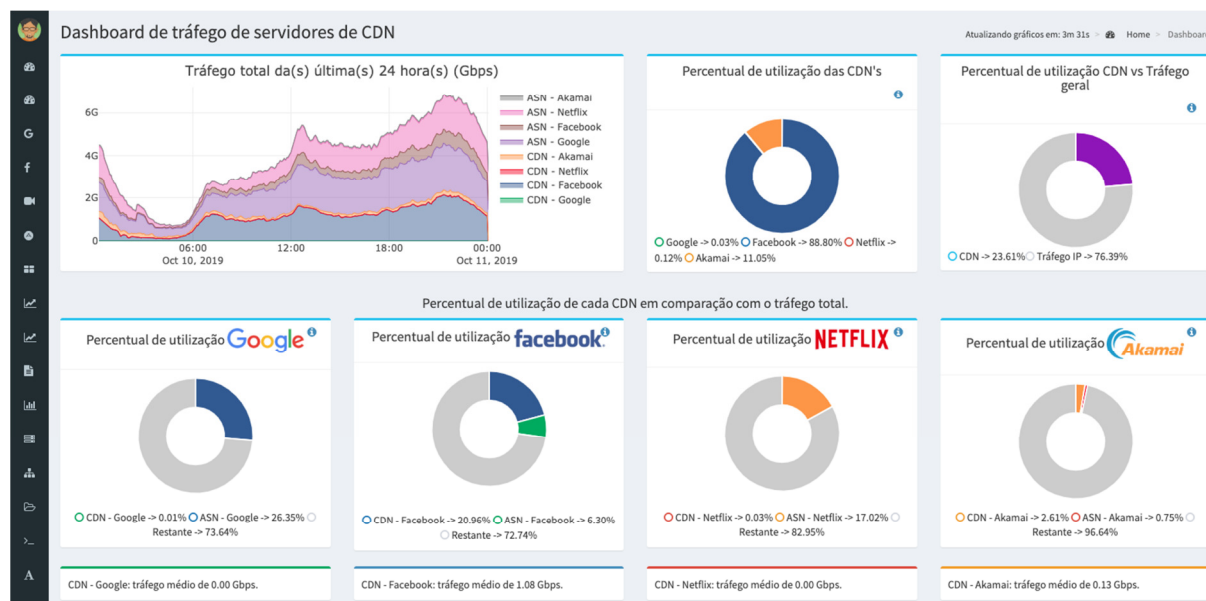 Dashboard de tráfego de servidores de CDN
Atualizando gráficos em: 3m 31s > Home > Dashboard
Tráfego total da(s) última(s) 24 hora(s) (Gbps)
6G
4G
2G
0
06:00
Oct 10, 2019
12:00
18:00
00:00
Oct 11, 2019
ASN - Akamai
ASN - Netflix
ASN - Facebook
ASN - Google
CDN - Akamai
CDN - Netflix
CDN - Facebook
CDN - Google
Percentual de utilização das CDN's
Google -> 0.03% Facebook -> 88.80% Netflix ->
0.12% Akamai -> 11.05%
Percentual de utilização CDN vs Tráfego
geral
CDN -> 23.61% Tráfego IP -> 76.39%
Percentual de utilização de cada CDN em comparação com o tráfego total.
Percentual de utilização Google
CDN - Google -> 0.01% ASN - Google -> 26.35%
Restante -> 73.64%
CDN - Google: tráfego médio de 0.00 Gbps.
Percentual de utilização facebook
CDN - Facebook -> 20.96% ASN - Facebook -> 6.30%
Restante -> 72.74%
CDN - Facebook: tráfego médio de 1.08 Gbps.
Percentual de utilização NETFLIX
CDN - Netflix -> 0.03% ASN - Netflix -> 17.02%
Restante -> 82.95%
CDN - Netflix: tráfego médio de 0.00 Gbps.
Percentual de utilização Akamai
CDN - Akamai -> 2.61% ASN - Akamai -> 0.75%
Restante -> 96.64%
CDN - Akamai: tráfego médio de 0.13 Gbps.